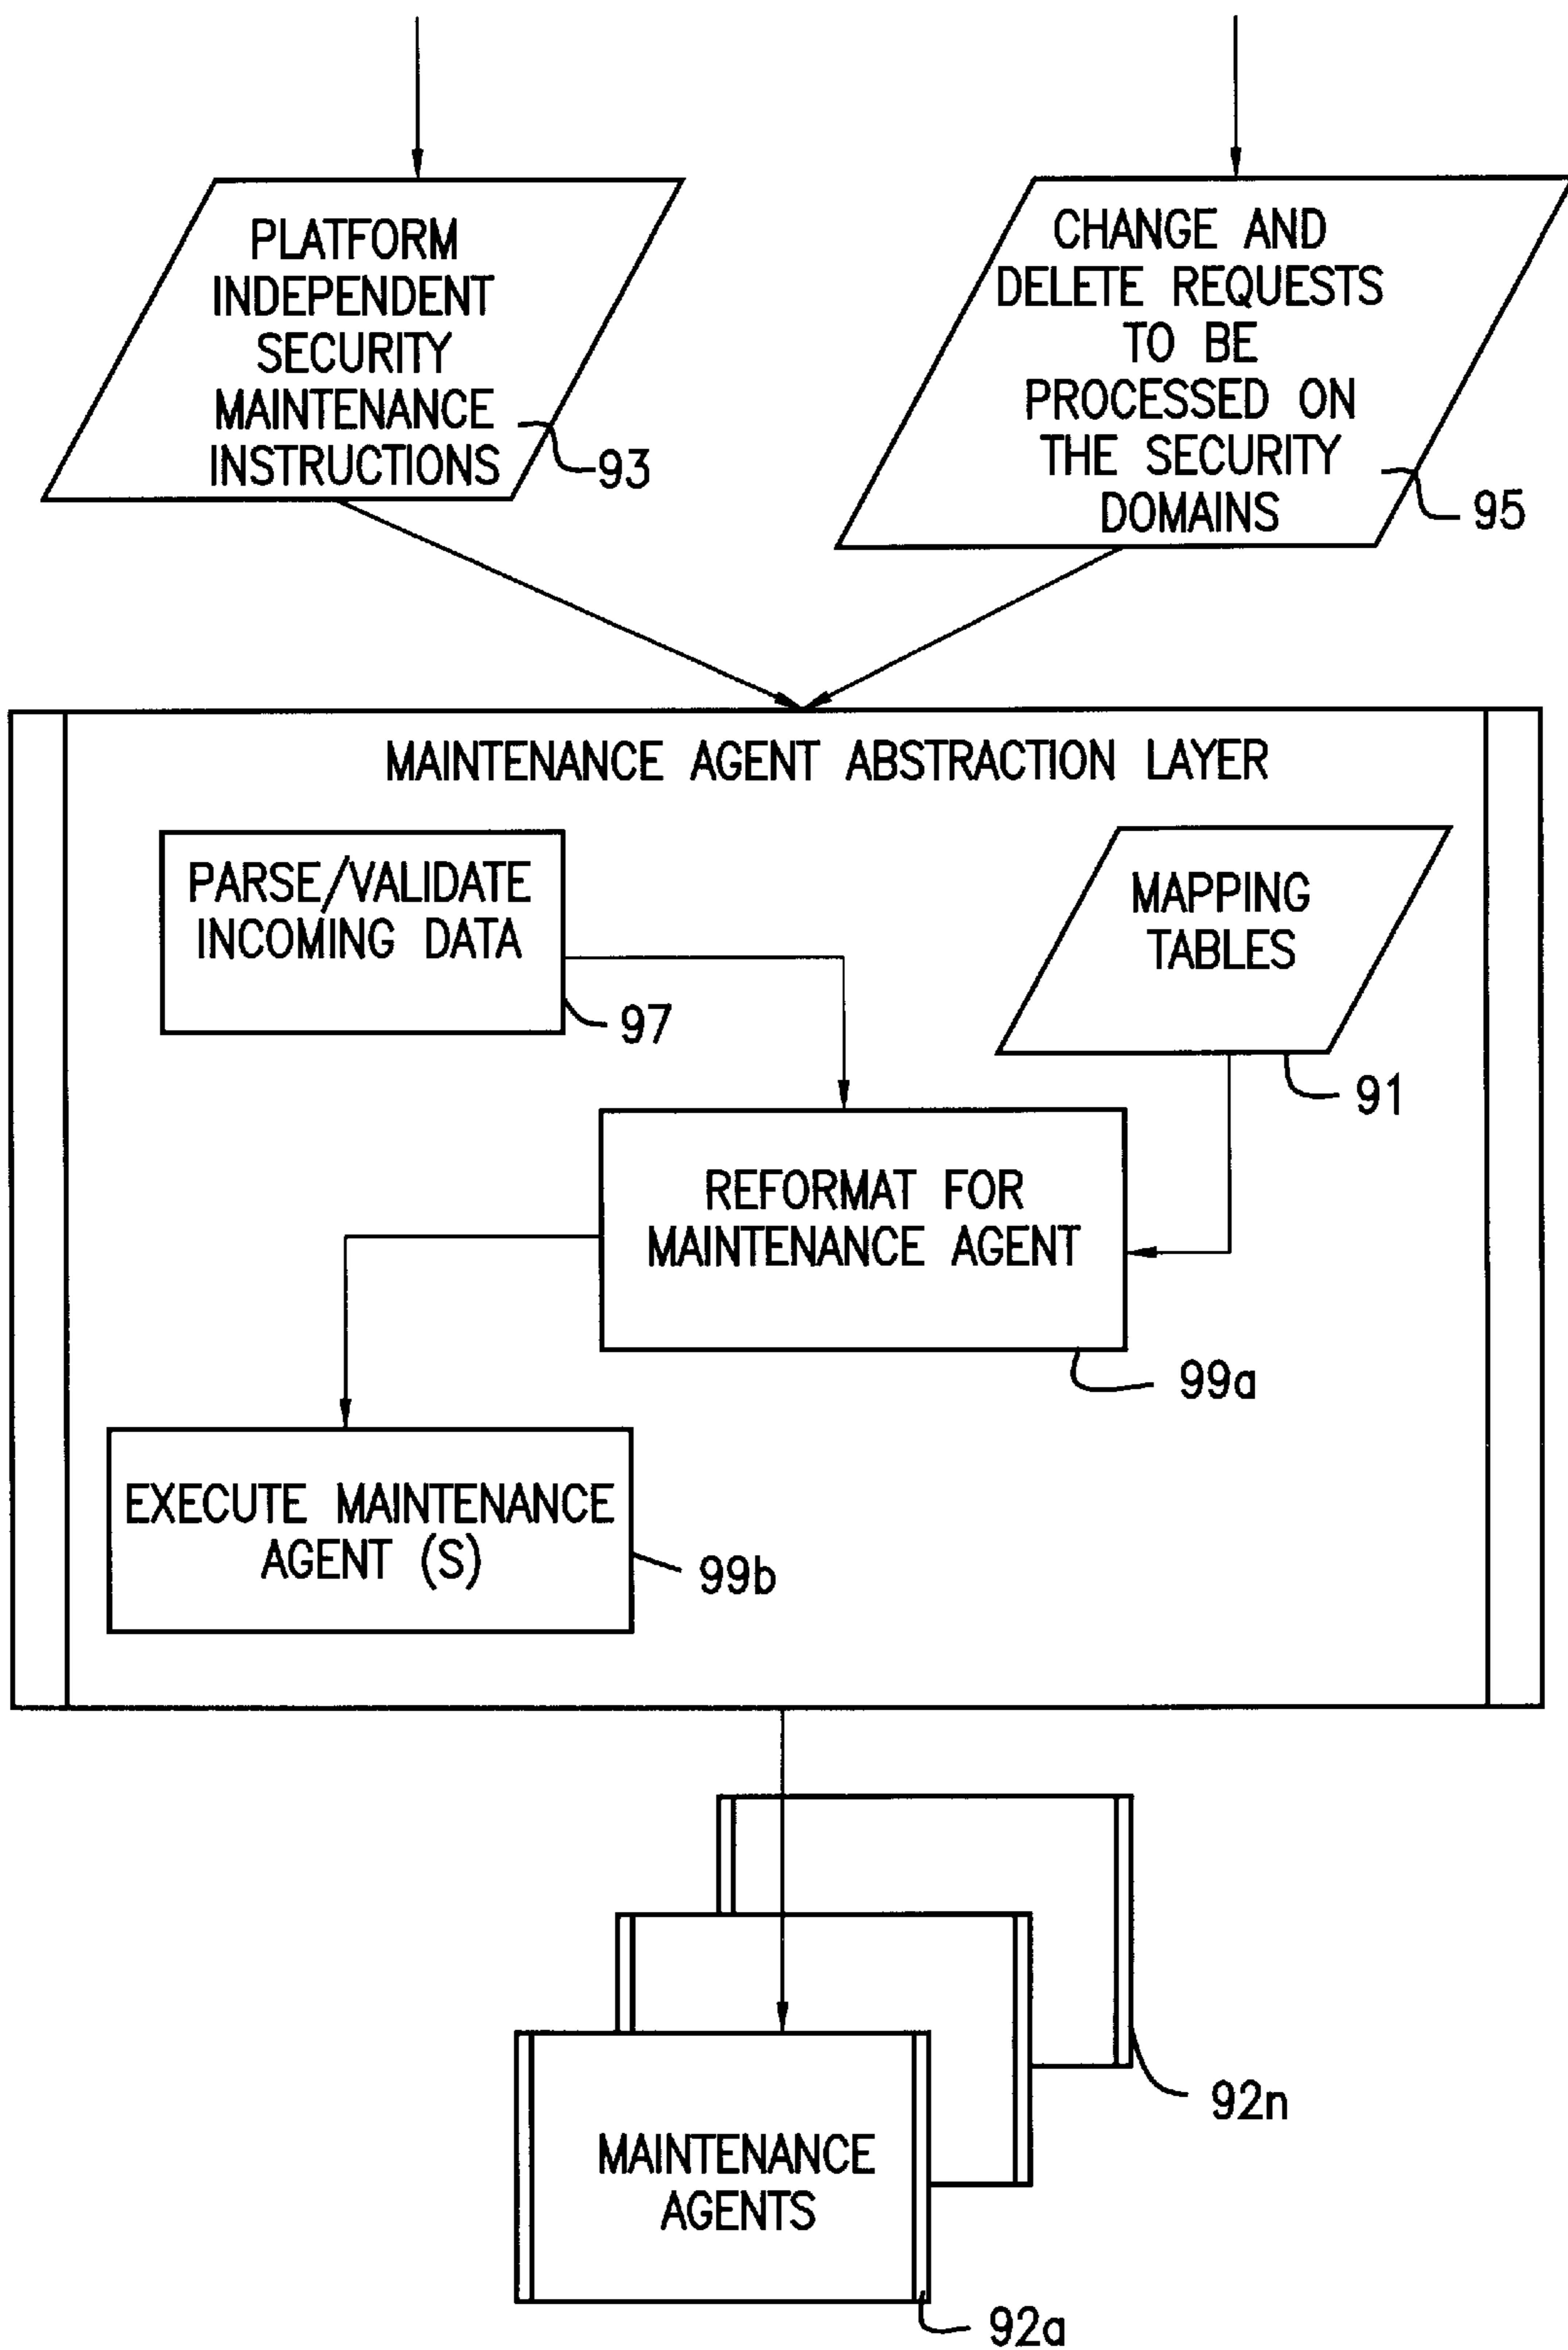 PLATFORM
INDEPENDENT
SECURITY
MAINTENANCE
INSTRUCTIONS
93
CHANGE AND
DELETE REQUESTS
TO BE
PROCESSED ON
THE SECURITY
DOMAINS
95
MAINTENANCE AGENT ABSTRACTION LAYER
PARSE/VALIDATE
INCOMING DATA
97
MAPPING
TABLES
91
REFORMAT FOR
MAINTENANCE AGENT
99a
EXECUTE MAINTENANCE
AGENT (S)
99b
92n
MAINTENANCE
AGENTS
92a